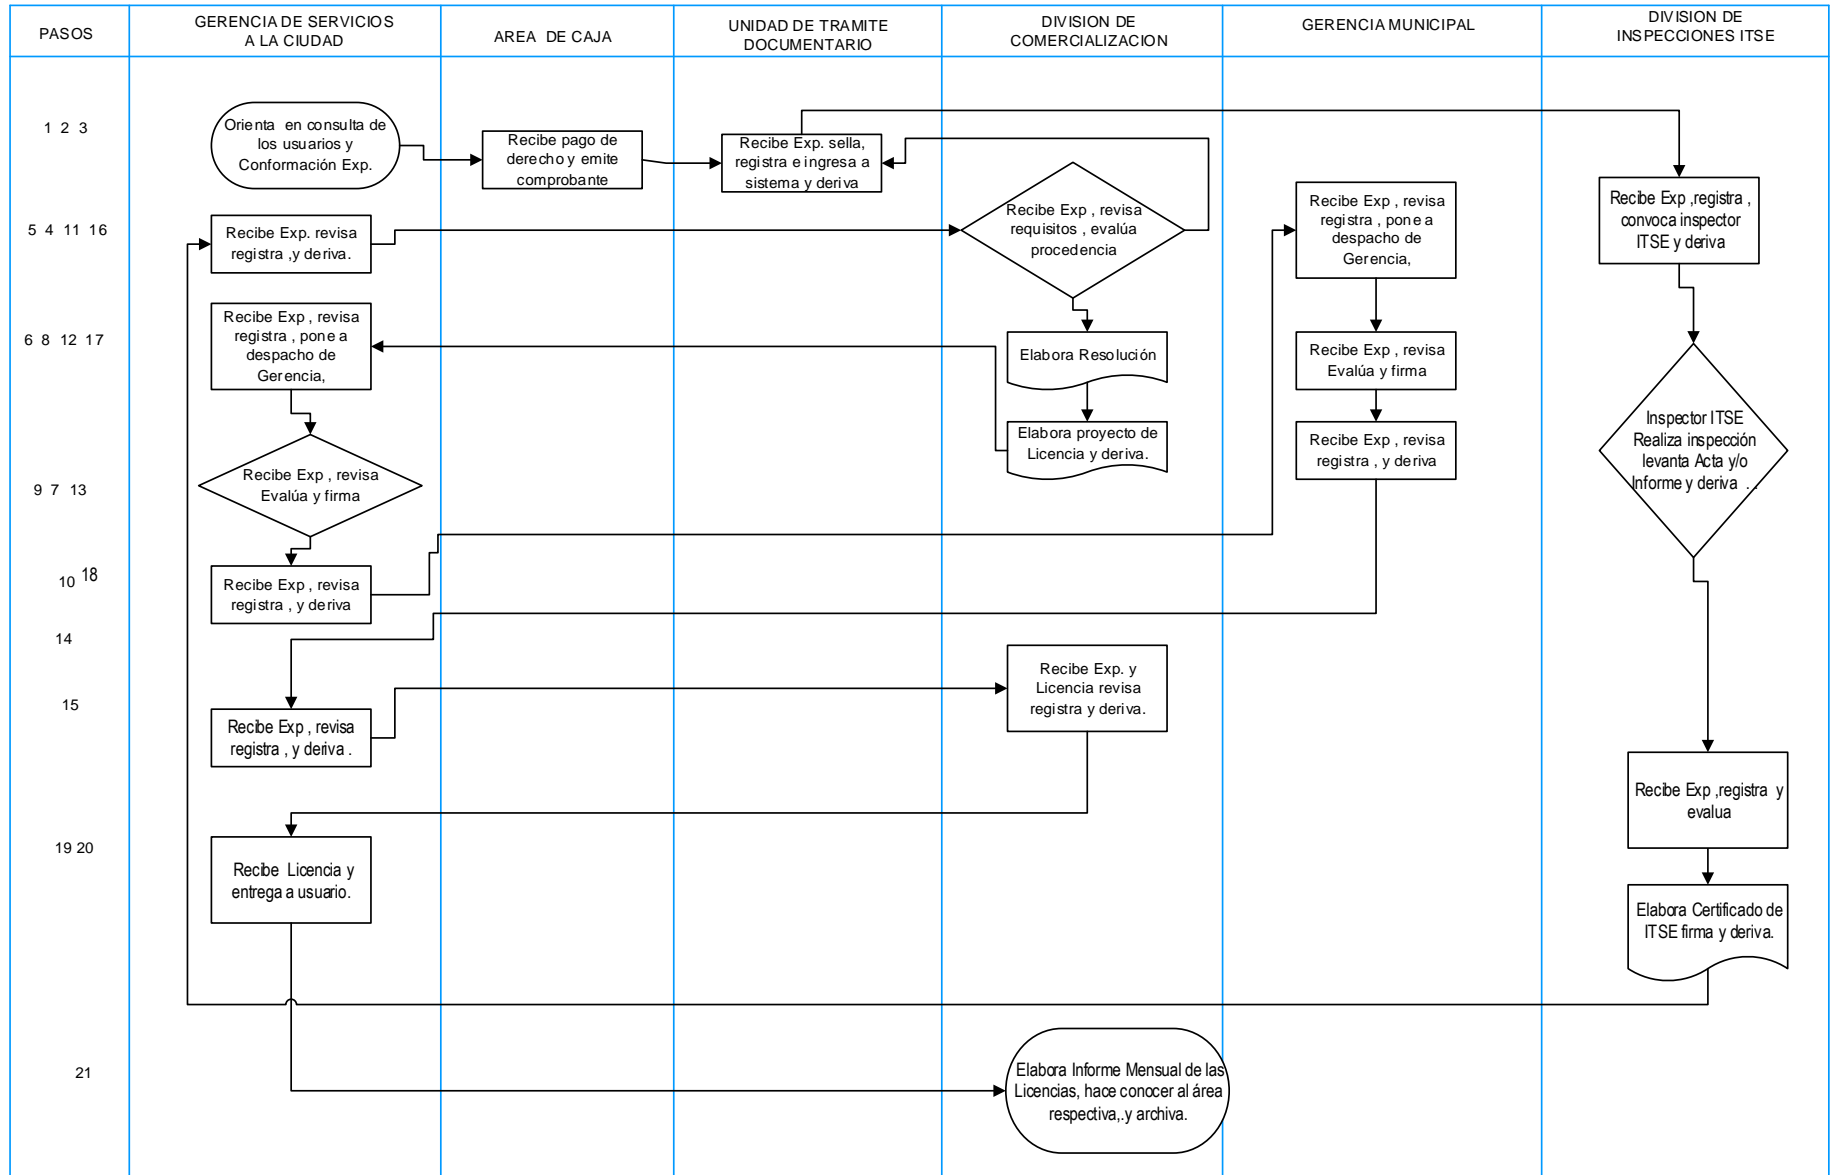 PASOS
GERENCIA DE SERVICIOS
A LA CIUDAD
AREA DE CAJA
UNIDAD DE TRAMITE
DOCUMENTARIO
DIVISION DE
COMERCIALIZACION
GERENCIA MUNICIPAL
DIVISION DE
INSPECCIONES ITSE
1 2 3
Orienta en consulta de
los usuarios y
Conformación Exp.
Recibe pago de
derecho y emite
comprobante
Recibe Exp. sella,
registra e ingresa a
sistema y deriva
5 4 11 16
Recibe Exp. revisa
registra ,y deriva.
Recibe Exp , revisa
requisitos , evalúa
procedencia
Recibe Exp , revisa
registra , pone a
despacho de
Gerencia,
Recibe Exp ,registra ,
convoca inspector
ITSE y deriva
6 8 12 17
Recibe Exp , revisa
registra , pone a
despacho de
Gerencia,
Elabora Resolución
Recibe Exp , revisa
Evalúa y firma
Elabora proyecto de
Licencia y deriva.
Recibe Exp , revisa
registra , y deriva
Inspector ITSE
Realiza inspección
levanta Acta y/o
Informe y deriva . .
9 7 13
Recibe Exp , revisa
Evalúa y firma
10 18
Recibe Exp , revisa
registra , y deriva
14
15
Recibe Exp , revisa
registra , y deriva .
Recibe Exp. y
Licencia revisa
registra y deriva.
Recibe Exp ,registra y
evalua
19 20
Recibe Licencia y
entrega a usuario.
Elabora Certificado de
ITSE firma y deriva.
21
Elabora Informe Mensual de las
Licencias, hace conocer al área
respectiva,.y archiva.